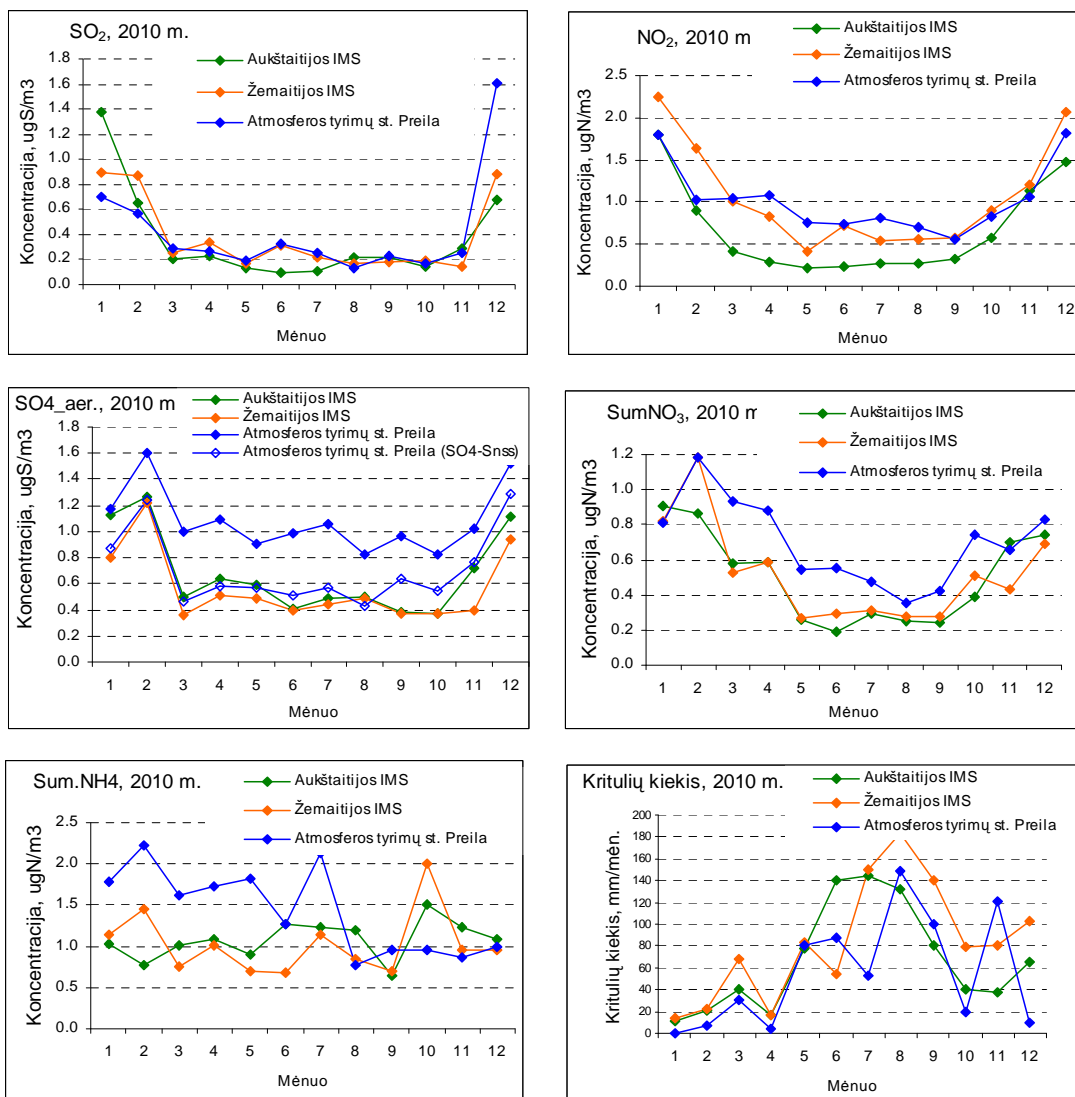 SO₂, 2010 m.
Aukštaitijos IMS
Žemaitijos IMS
Atmosferos tyrimų st. Preila
Koncentracija, ugS/m3
1.8
1.6
1.4
1.2
1.0
0.8
0.6
0.4
0.2
0.0
1 2 3 4 5 6 7 8 9 10 11 12
Mėnuo
NO₂, 2010 m
Aukštaitijos IMS
Žemaitijos IMS
Atmosferos tyrimų st. Preila
Koncentracija, ugN/m3
2.5
2.0
1.5
1.0
0.5
0.0
1 2 3 4 5 6 7 8 9 10 11 12
Mėnuo
SO4_aer., 2010 m
Aukštaitijos IMS
Žemaitijos IMS
Atmosferos tyrimų st. Preila
Atmosferos tyrimų st. Preila (SO4-Snss)
Koncentracija, ugS/m3
1.8
1.6
1.4
1.2
1.0
0.8
0.6
0.4
0.2
0.0
1 2 3 4 5 6 7 8 9 10 11 12
Mėnuo
SumNO₃, 2010 m
Aukštaitijos IMS
Žemaitijos IMS
Atmosferos tyrimų st. Preila
Koncentracija, ugN/m3
1.2
1.0
0.8
0.6
0.4
0.2
0.0
1 2 3 4 5 6 7 8 9 10 11 12
Mėnuo
Sum.NH4, 2010 m.
Aukštaitijos IMS
Žemaitijos IMS
Atmosferos tyrimų st. Preila
Koncentracija, ugN/m3
2.5
2.0
1.5
1.0
0.5
0.0
1 2 3 4 5 6 7 8 9 10 11 12
Mėnuo
Kritulių kiekis, 2010 m.
Aukštaitijos IMS
Žemaitijos IMS
Atmosferos tyrimų st. Preila
Kritulių kiekis, mm/mėn.
200
180
160
140
120
100
80
60
40
20
0
1 2 3 4 5 6 7 8 9 10 11 12
Mėnuo